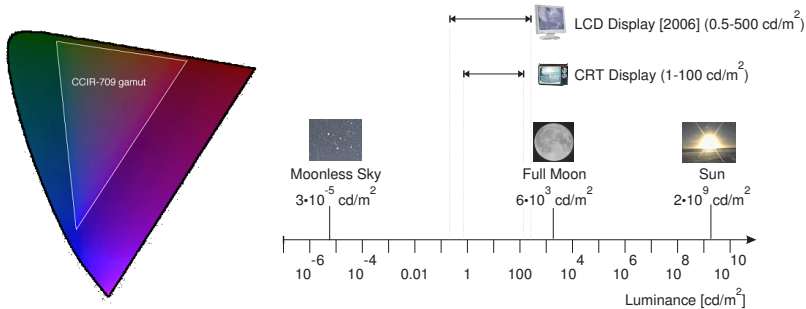 CCIR-709 gamut
LCD Display [2006] (0.5-500 cd/m²)
CRT Display (1-100 cd/m²)
Moonless Sky
3•10⁻⁵ cd/m²
Full Moon
6•10³ cd/m²
Sun
2•10⁹ cd/m²
10⁻⁶ 10⁻⁴ 0.01 1 100 10⁴ 10⁶ 10⁸ 10¹⁰
Luminance [cd/m²]